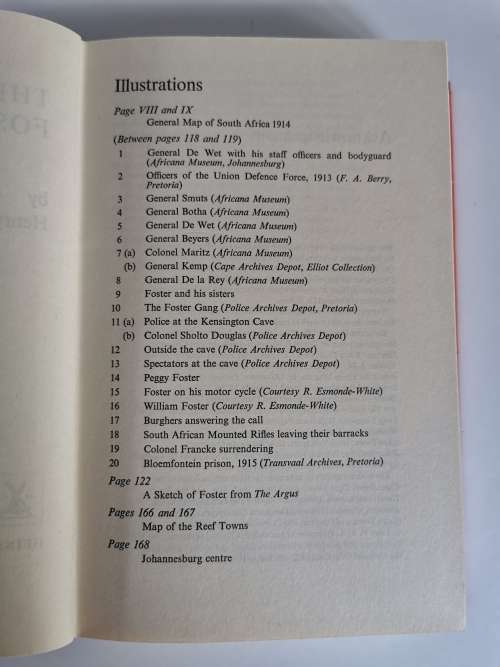 Illustrations
Page VIII and IX
General Map of South Africa 1914
(Between pages 118 and 119)
1 General De Wet with his staff officers and bodyguard
(Africana Museum, Johannesburg)
2 Officers of the Union Defence Force, 1913 (F. A. Berry,
Pretoria)
3 General Smuts (Africana Museum)
4 General Botha (Africana Museum)
5 General De Wet (Africana Museum)
6 General Beyers (Africana Museum)
7 (a) Colonel Maritz (Africana Museum)
(b) General Kemp (Cape Archives Depot, Elliot Collection)
8 General De la Rey (Africana Museum)
9 Foster and his sisters
10 The Foster Gang (Police Archives Depot, Pretoria)
11 (a) Police at the Kensington Cave
(b) Colonel Sholto Douglas (Police Archives Depot)
12 Outside the cave (Police Archives Depot)
13 Spectators at the cave (Police Archives Depot)
14 Peggy Foster
15 Foster on his motor cycle (Courtesy R. Esmonde-White)
16 William Foster (Courtesy R. Esmonde-White)
17 Burghers answering the call
18 South African Mounted Rifles leaving their barracks
19 Colonel Francke surrendering
20 Bloemfontein prison, 1915 (Transvaal Archives, Pretoria)
Page 122
A Sketch of Foster from The Argus
Pages 166 and 167
Map of the Reef Towns
Page 168
Johannesburg centre